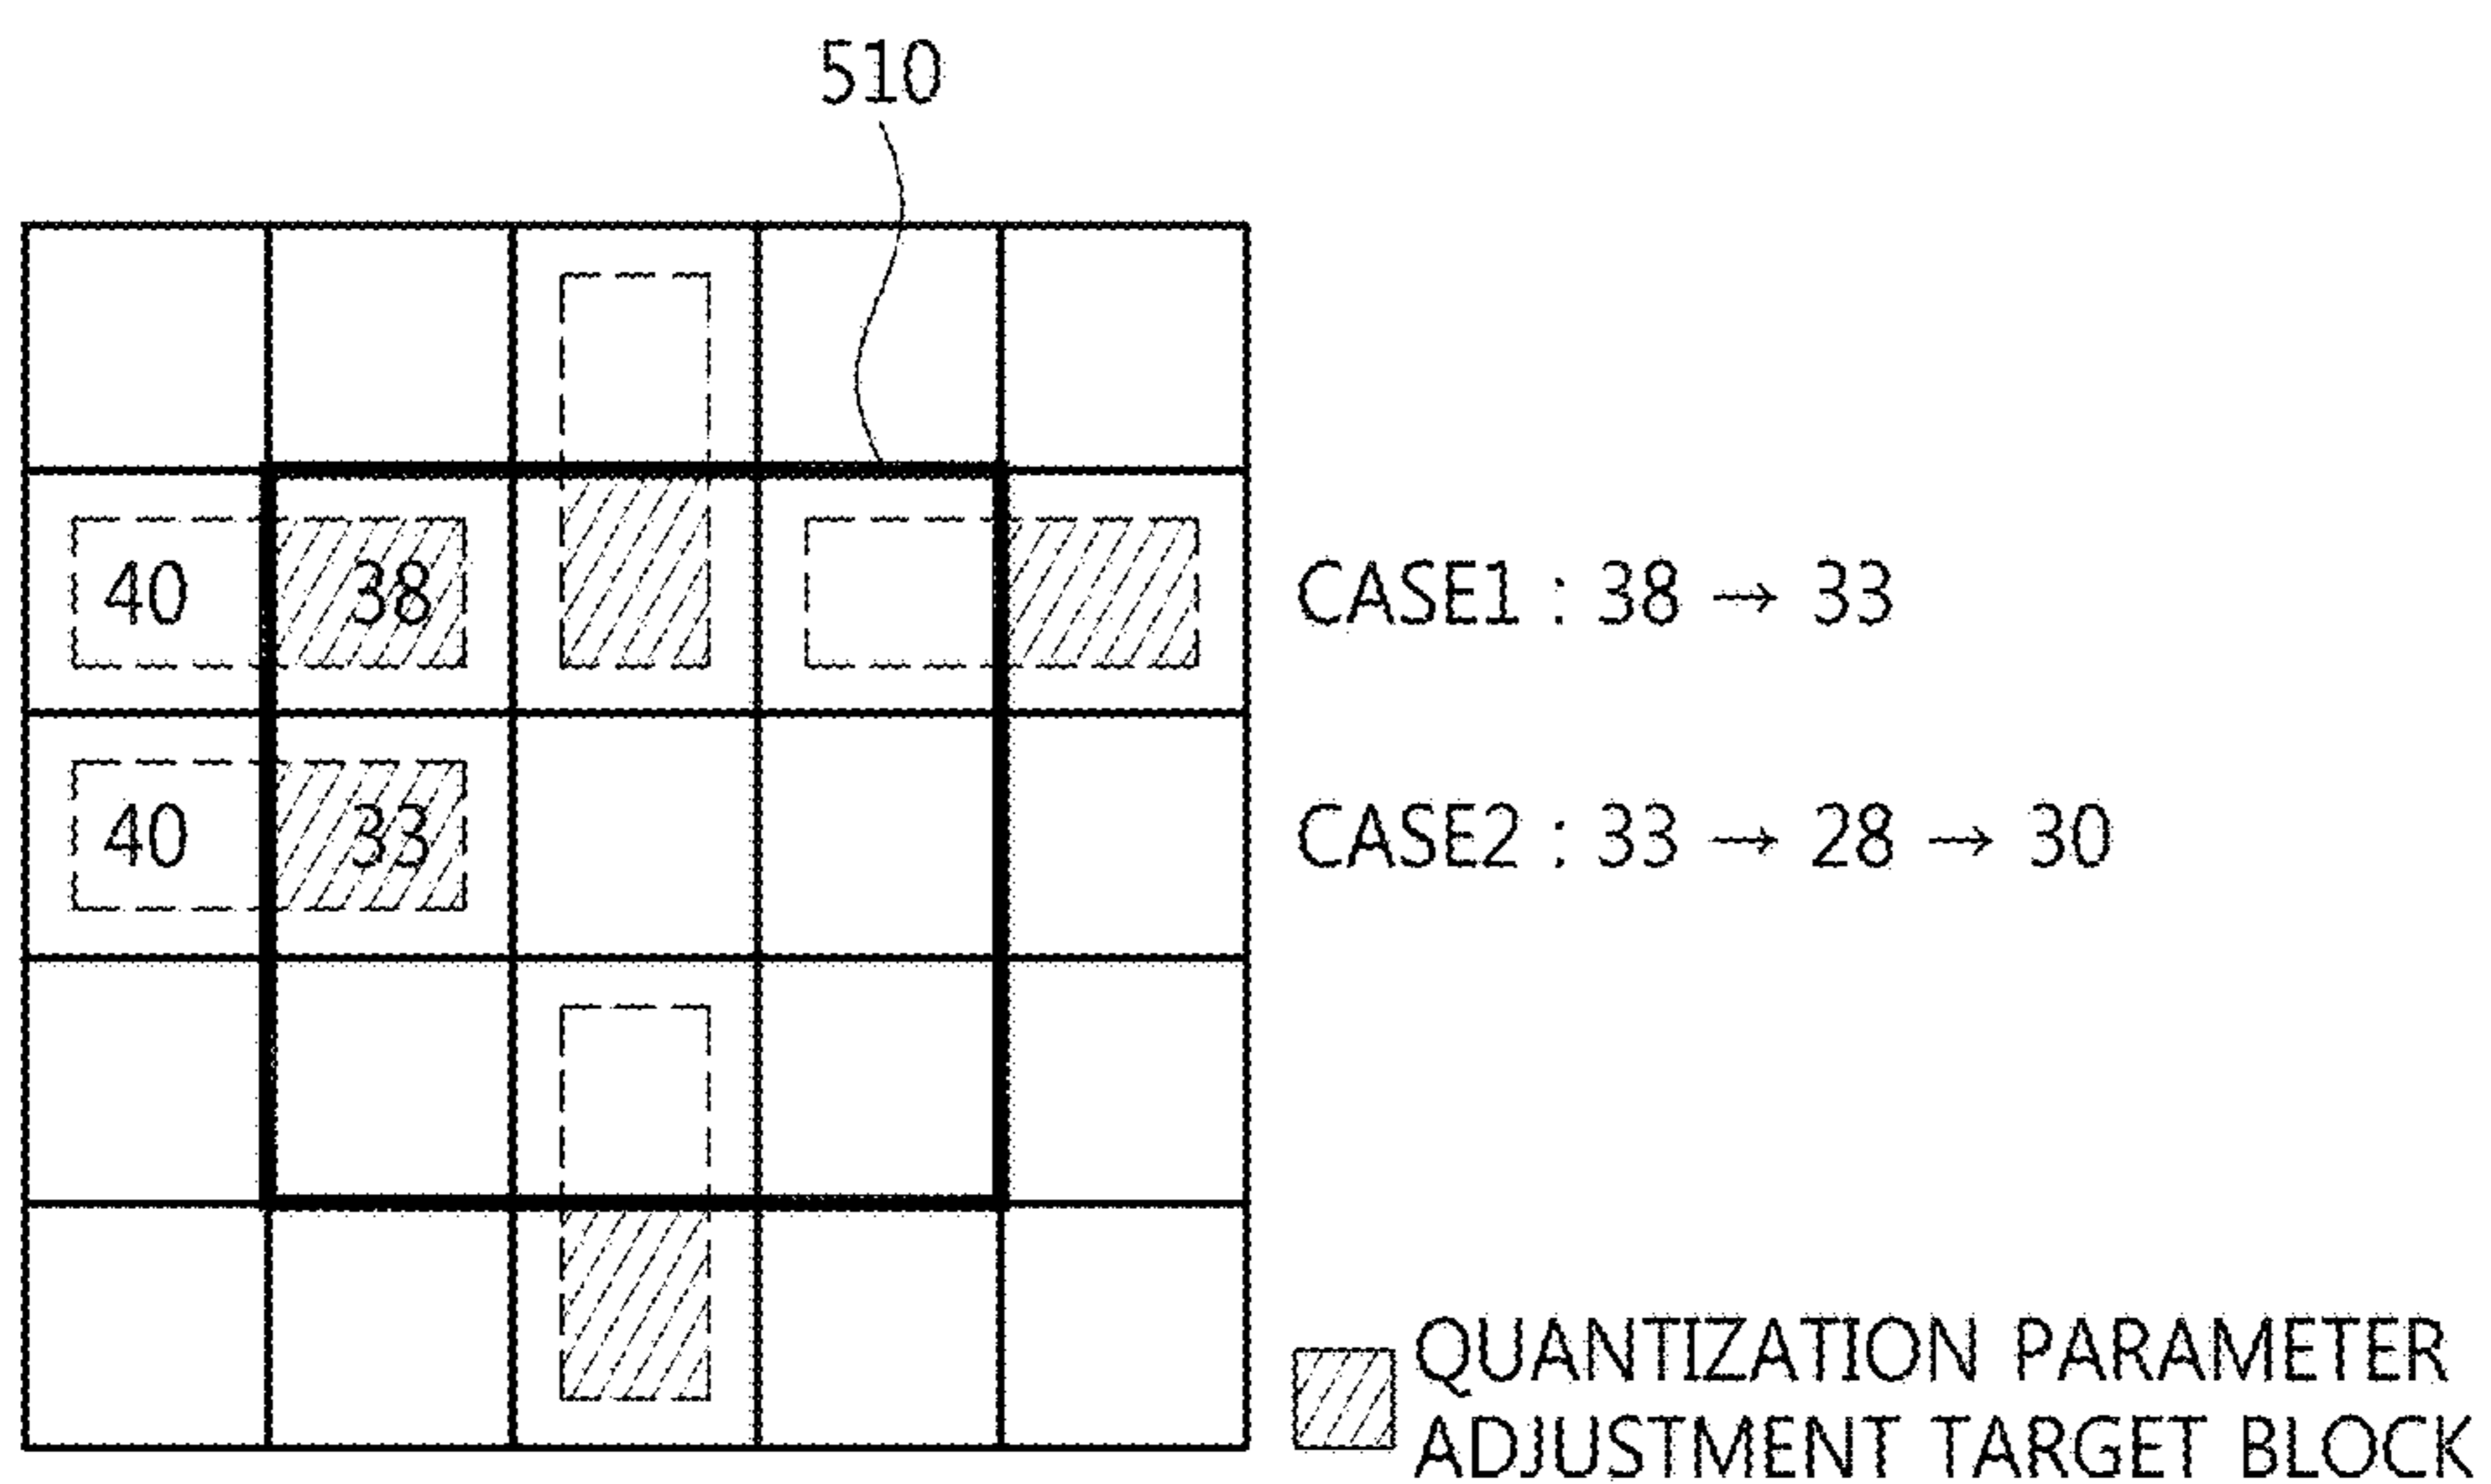 510
40 38 CASE1 : 38 → 33
40 33 CASE2 : 33 → 28 → 30
QUANTIZATION PARAMETER
ADJUSTMENT TARGET BLOCK